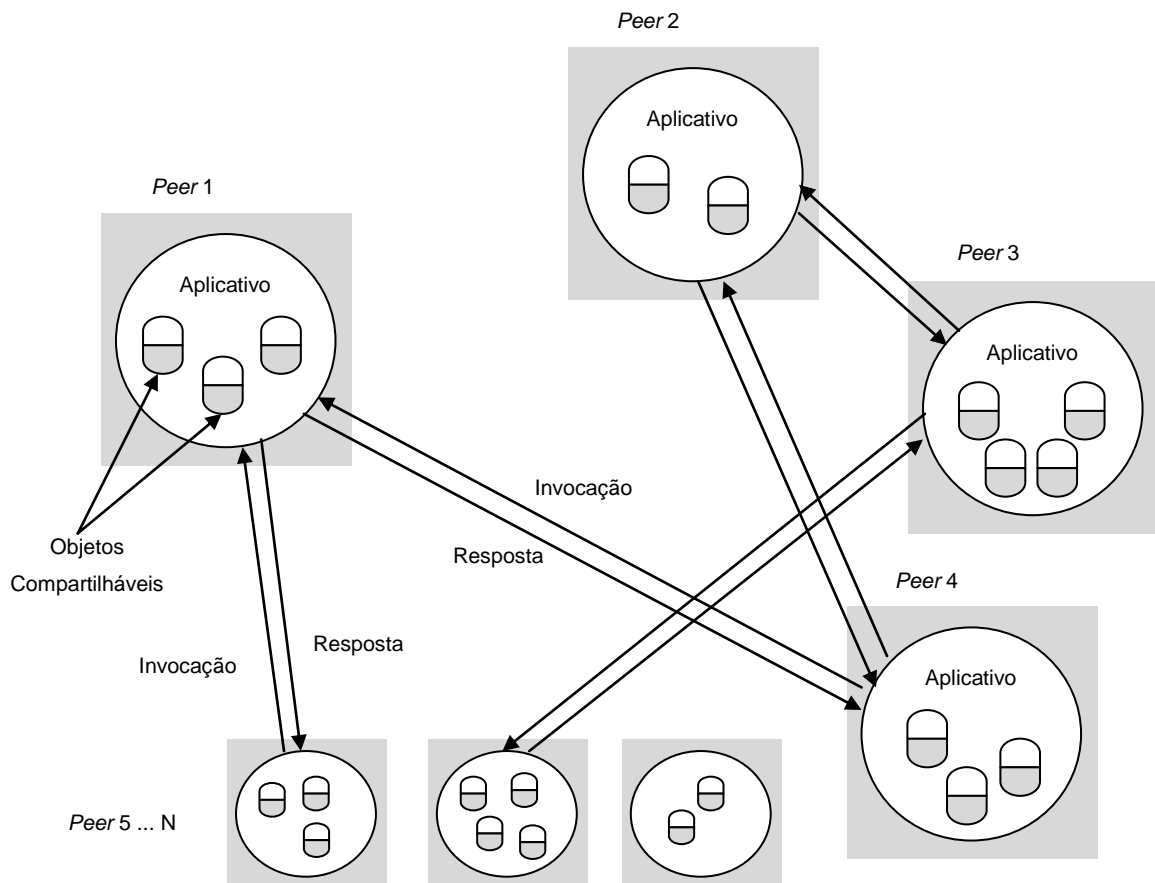 Peer 2
Aplicativo
Peer 1
Peer 3
Aplicativo
Aplicativo
Invocação
Objetos
Compartilháveis
Resposta
Peer 4
Resposta
Invocação
Aplicativo
Peer 5 ... N